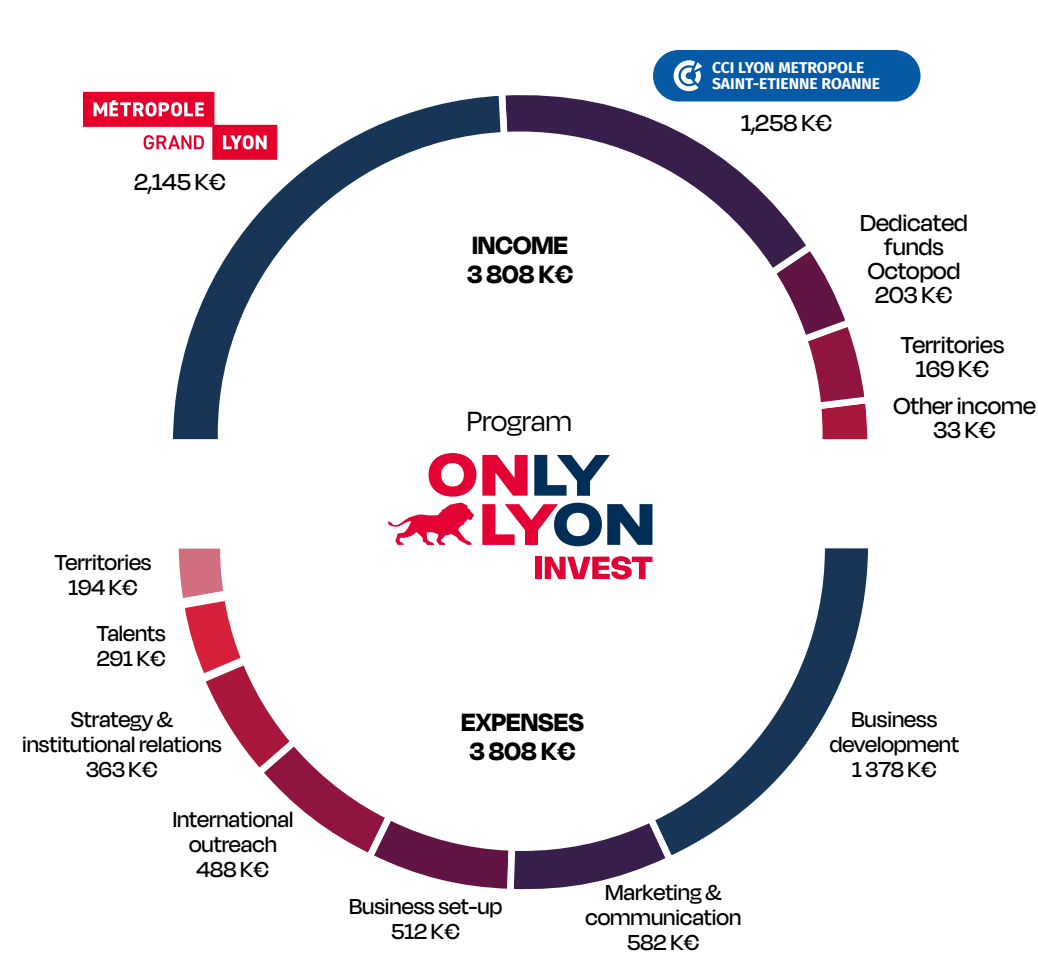 MÉTROPOLE
GRAND LYON
2,145 K€
CCI LYON METROPOLE
SAINT-ETIENNE ROANNE
1,258 K€
INCOME
3 808 K€
Dedicated
funds
Octopod
203 K€
Territories
169 K€
Other income
33 K€
Program
ONLY
LYON
INVEST
Territories
194 K€
Talents
291 K€
Strategy &
institutional relations
363 K€
International
outreach
488 K€
Business set-up
512 K€
Marketing &
communication
582 K€
Business
development
1 378 K€
EXPENSES
3 808 K€